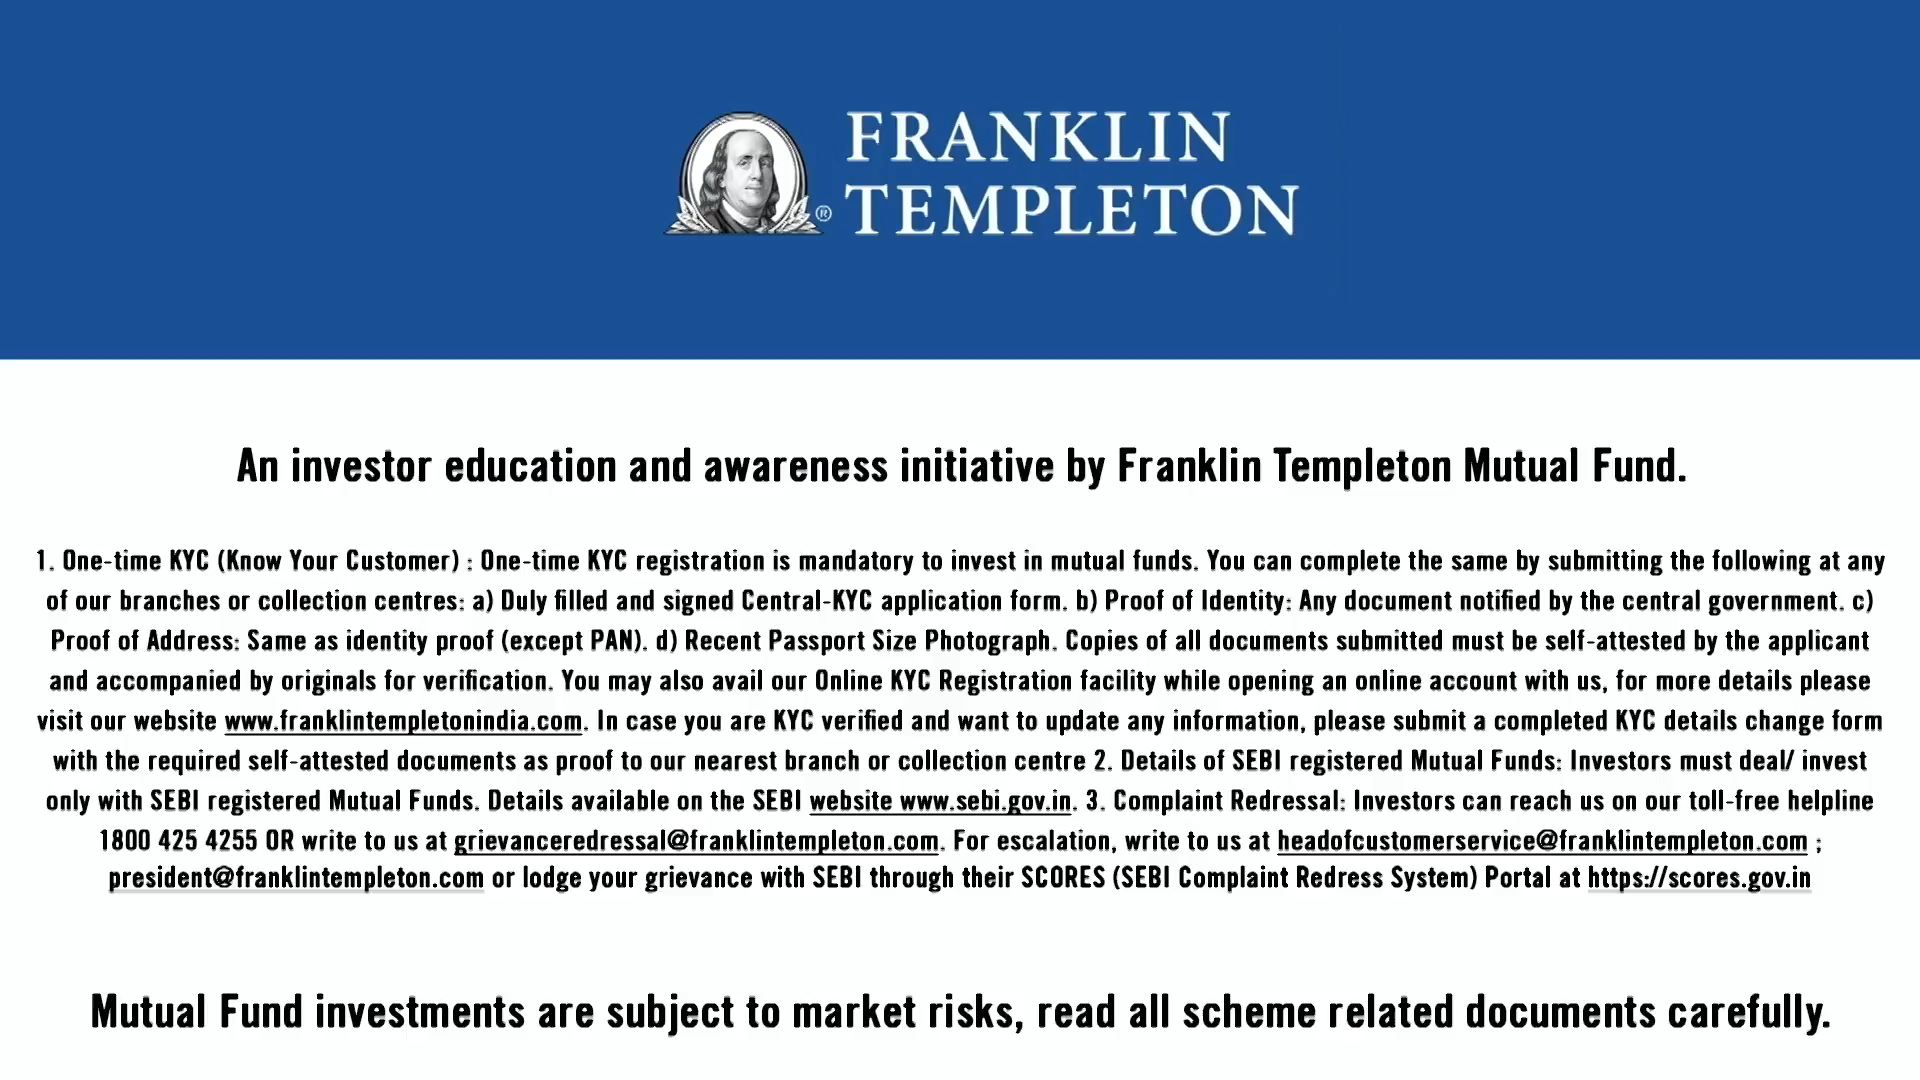 FRANKLIN
TEMPLETON
®
An investor education and awareness initiative by Franklin Templeton Mutual Fund.
1. One-time KYC (Know Your Customer) : One-time KYC registration is mandatory to invest in mutual funds. You can complete the same by submitting the following at any
of our branches or collection centres: a) Duly filled and signed Central-KYC application form. b) Proof of Identity: Any document notified by the central government. c)
Proof of Address: Same as identity proof (except PAN). d) Recent Passport Size Photograph. Copies of all documents submitted must be self-attested by the applicant
and accompanied by originals for verification. You may also avail our Online KYC Registration facility while opening an online account with us, for more details please
visit our website www.franklintempletonindia.com. In case you are KYC verified and want to update any information, please submit a completed KYC details change form
with the required self-attested documents as proof to our nearest branch or collection centre 2. Details of SEBI registered Mutual Funds: Investors must deal/ invest
only with SEBI registered Mutual Funds. Details available on the SEBI website www.sebi.gov.in. 3. Complaint Redressal: Investors can reach us on our toll-free helpline
1800 425 4255 OR write to us at grievanceredressal@franklintempleton.com. For escalation, write to us at headofcustomerservice@franklintempleton.com ;
president@franklintempleton.com or lodge your grievance with SEBI through their SCORES (SEBI Complaint Redress System) Portal at https://scores.gov.in
Mutual Fund investments are subject to market risks, read all scheme related documents carefully.